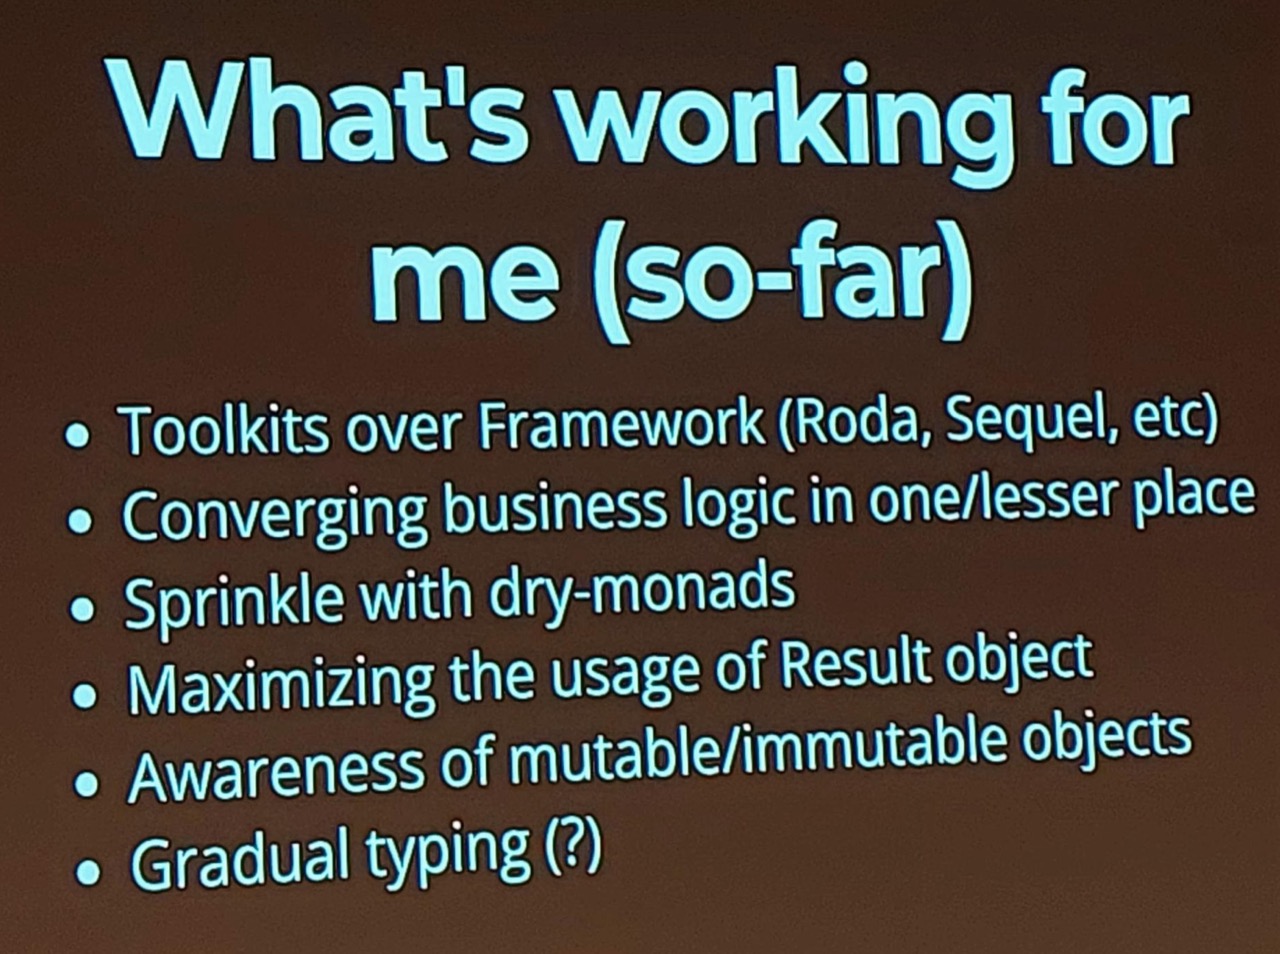 What's working for
me (so-far)
• Toolkits over Framework (Roda, Sequel, etc)
• Converging business logic in one/lesser place
• Sprinkle with dry-monads
• Maximizing the usage of Result object
• Awareness of mutable/immutable objects
• Gradual typing (?)